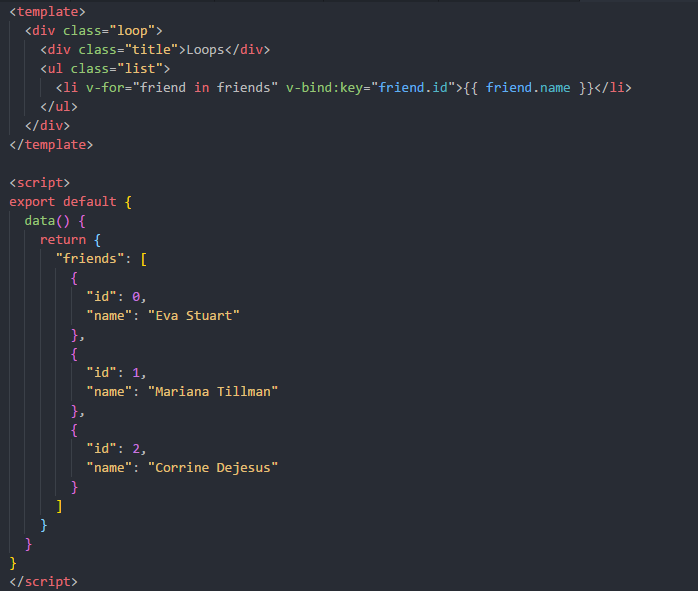 <template>
  <div class="loop">
    <div class="title">Loops</div>
    <ul class="list">
      <li v-for="friend in friends" v-bind:key="friend.id">{{ friend.name }}</li>
    </ul>
  </div>
</template>

<script>
export default {
  data() {
    return {
      "friends": [
        {
          "id": 0,
          "name": "Eva Stuart"
        },
        {
          "id": 1,
          "name": "Mariana Tillman"
        },
        {
          "id": 2,
          "name": "Corrine Dejesus"
        }
      ]
    }
  }
}
</script>